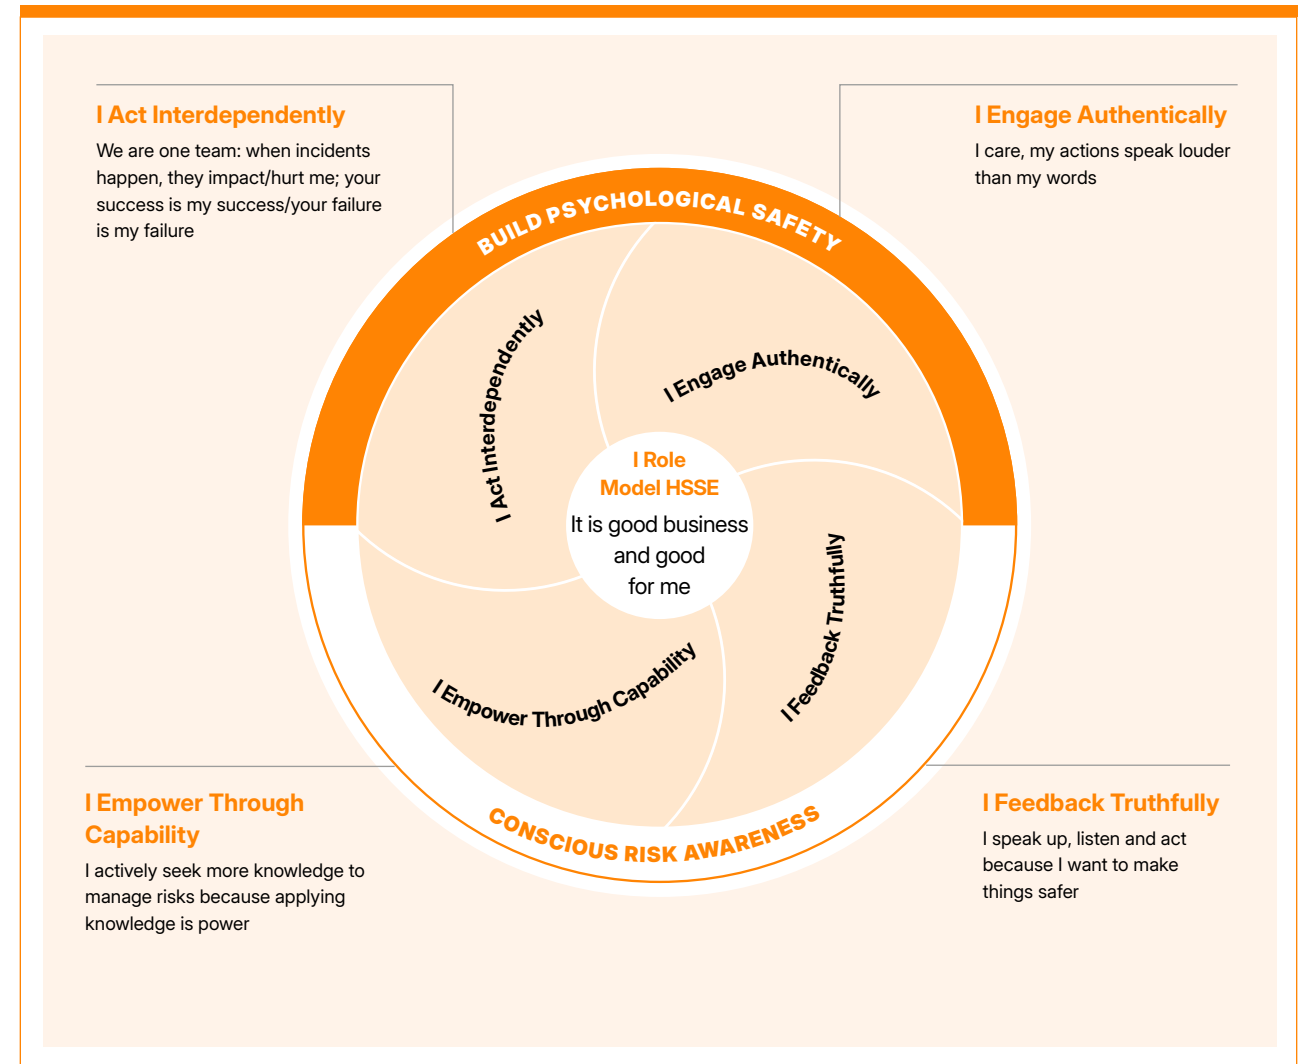 I Act Interdependently
We are one team: when incidents
happen, they impact/hurt me; your
success is my success/your failure
is my failure
I Engage Authentically
I care, my actions speak louder
than my words
BUILD PSYCHOLOGICAL SAFETY
I Act Interdependently
I Engage Authentically
I Role
Model HSSE
It is good business
and good
for me
I Feedback Truthfully
I Empower Through Capability
CONSCIOUS RISK AWARENESS
I Empower Through
Capability
I actively seek more knowledge to
manage risks because applying
knowledge is power
I Feedback Truthfully
I speak up, listen and act
because I want to make
things safer